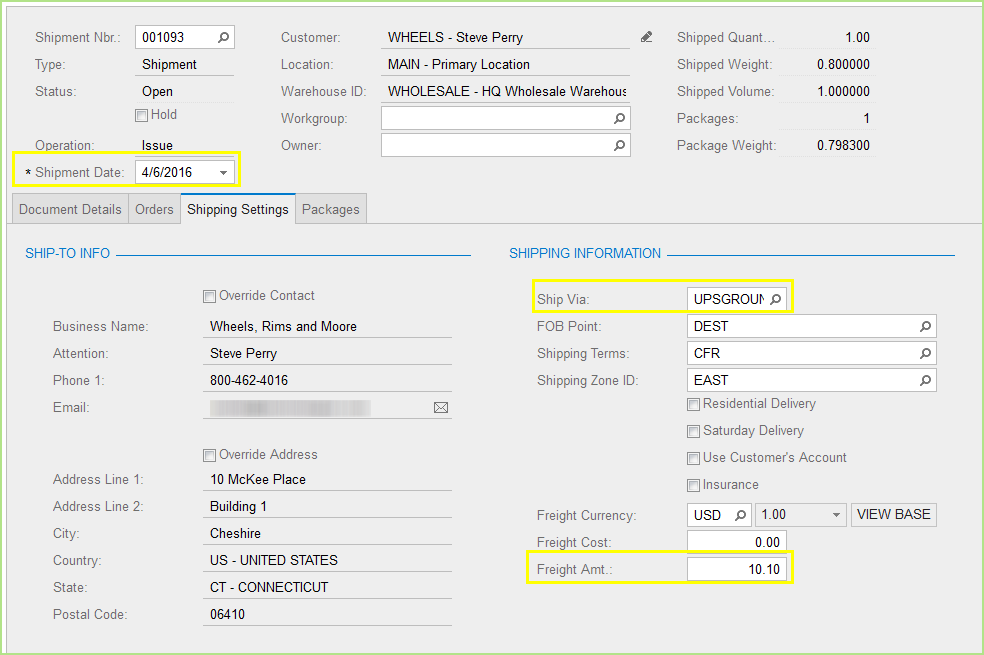 Shipment Nbr.: 001093
Type: Shipment
Status: Open
Hold
Operation: Issue
* Shipment Date: 4/6/2016
Customer: WHEELS - Steve Perry
Location: MAIN - Primary Location
Warehouse ID: WHOLESALE - HQ Wholesale Warehous
Workgroup:
Owner:
Shipped Quant... 1.00
Shipped Weight: 0.800000
Shipped Volume: 1.000000
Packages: 1
Package Weight: 0.798300
Document Details Orders Shipping Settings Packages
SHIP-TO INFO
Override Contact
Business Name: Wheels, Rims and Moore
Attention: Steve Perry
Phone 1: 800-462-4016
Email:
Override Address
Address Line 1: 10 McKee Place
Address Line 2: Building 1
City: Cheshire
Country: US - UNITED STATES
State: CT - CONNECTICUT
Postal Code: 06410
SHIPPING INFORMATION
Ship Via: UPSGROUN
FOB Point: DEST
Shipping Terms: CFR
Shipping Zone ID: EAST
Residential Delivery
Saturday Delivery
Use Customer's Account
Insurance
Freight Currency: USD 1.00 VIEW BASE
Freight Cost: 0.00
Freight Amt.: 10.10